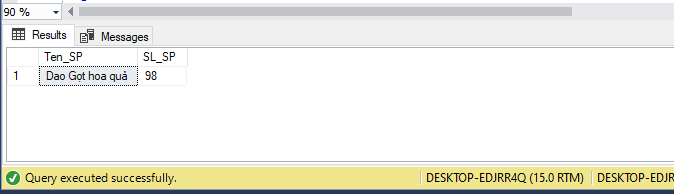 90 %
Results Messages
Ten_SP SL_SP
1 Dao Gọt hoa quả 98
Query executed successfully. DESKTOP-EDJRR4Q (15.0 RTM) DESKTOP-EDJR